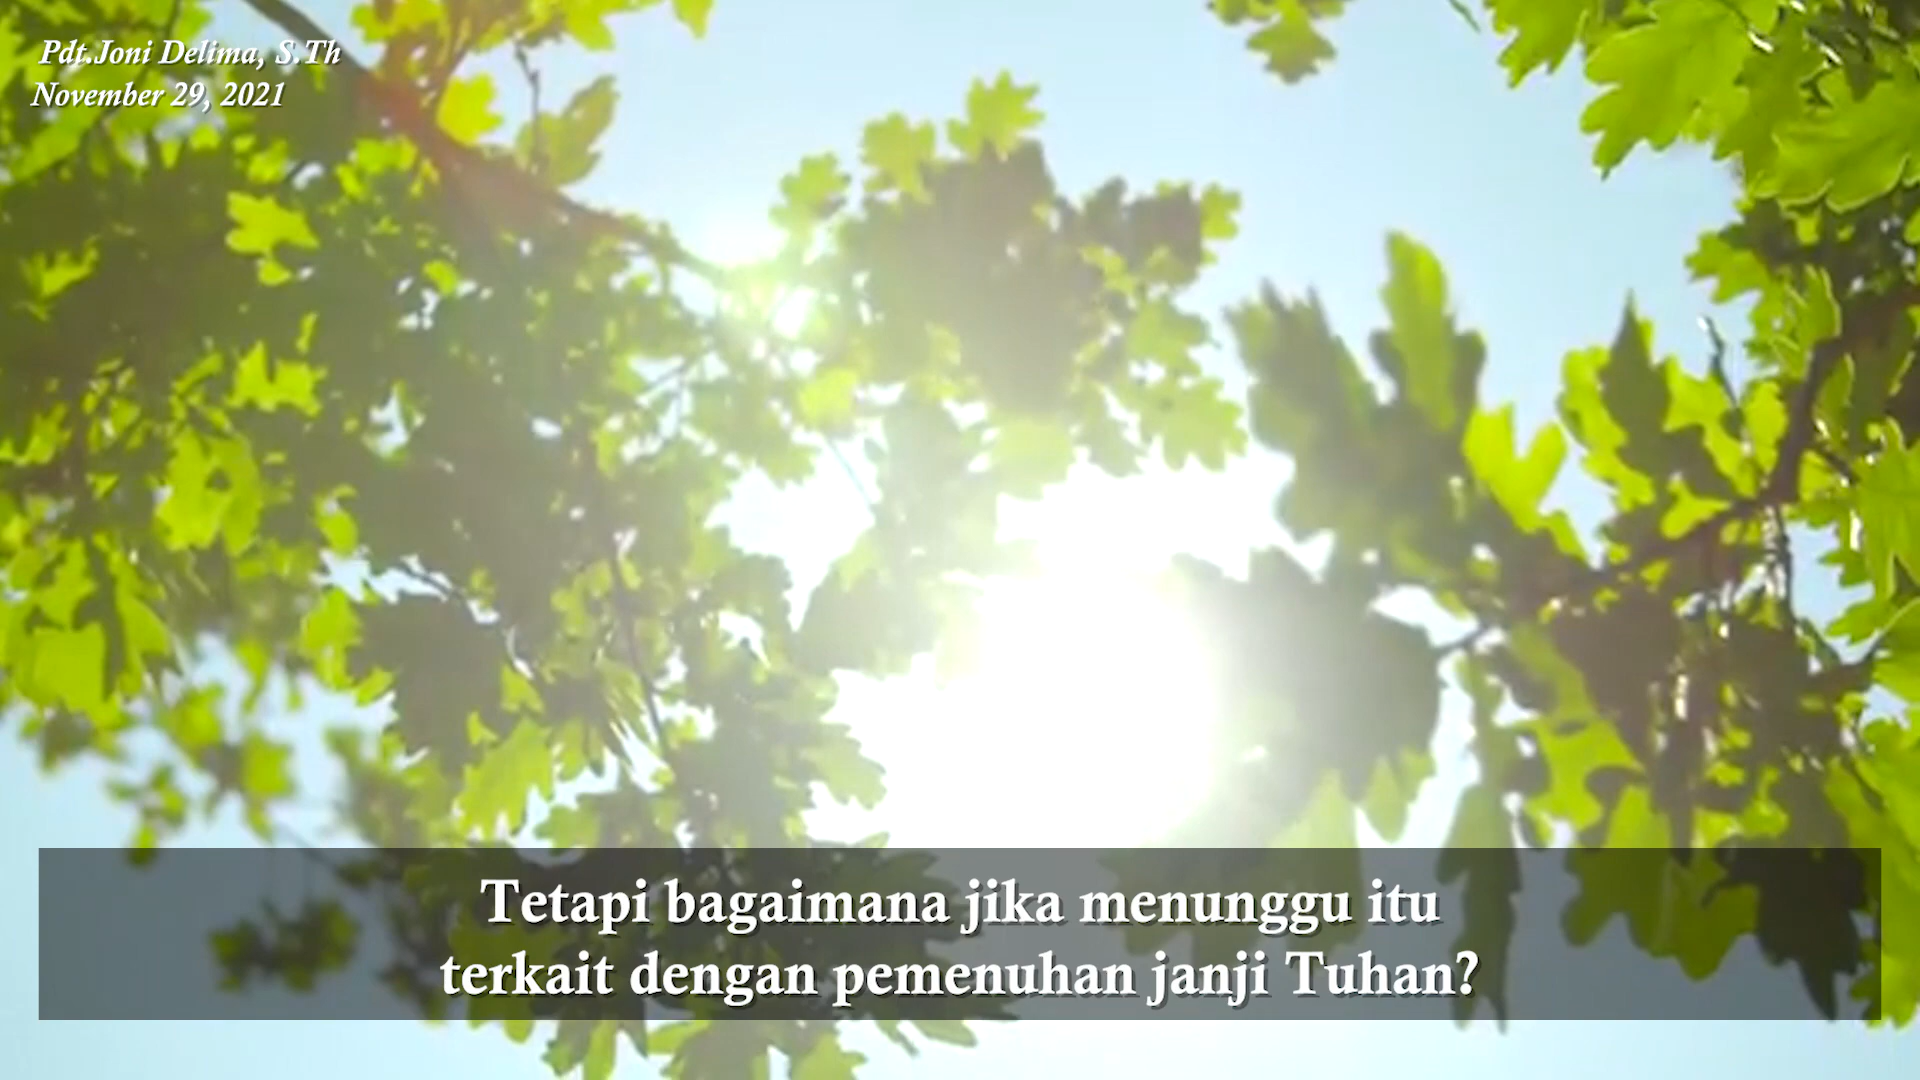 Pdt.Joni Delima, S.Th
November 29, 2021
Tetapi bagaimana jika menunggu itu
terkait dengan pemenuhan janji Tuhan?